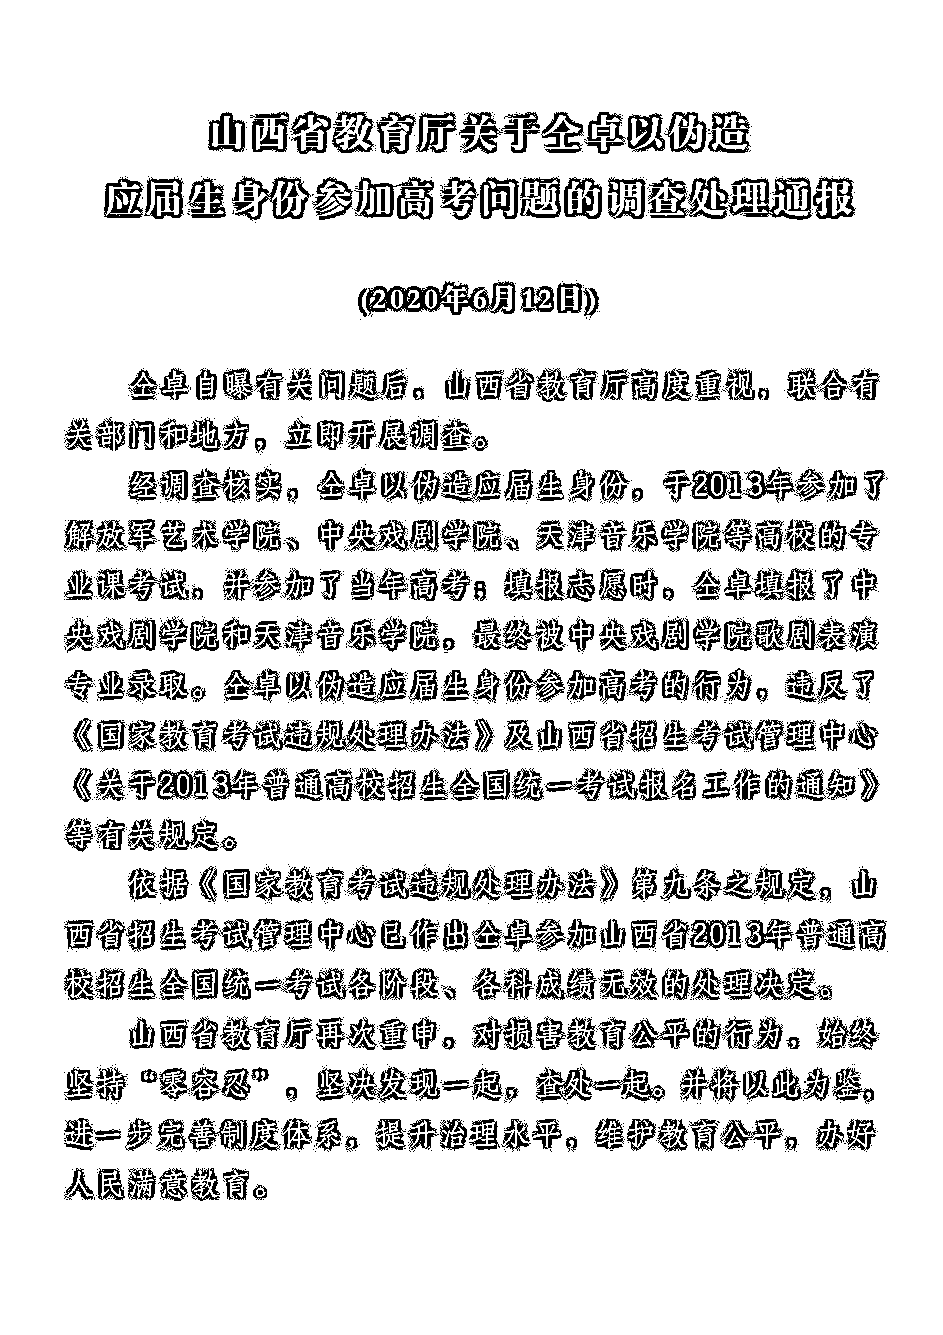 山西省教育厅关于仝卓以伪造
应届生身份参加高考问题的调查处理通报
(2020年6月12日)
仝卓自曝有关问题后，山西省教育厅高度重视，联合有
关部门和地方，立即开展调查。
经调查核实，仝卓以伪造应届生身份，于2013年参加了
解放军艺术学院、中央戏剧学院、天津音乐学院等高校的专
业课考试，并参加了当年高考；填报志愿时，仝卓填报了中
央戏剧学院和天津音乐学院，最终被中央戏剧学院歌剧表演
专业录取。仝卓以伪造应届生身份参加高考的行为，违反了
《国家教育考试违规处理办法》及山西省招生考试管理中心
《关于2013年普通高校招生全国统一考试报名工作的通知》
等有关规定。
依据《国家教育考试违规处理办法》第九条之规定，山
西省招生考试管理中心已作出仝卓参加山西省2013年普通高
校招生全国统一考试各阶段、各科成绩无效的处理决定。
山西省教育厅再次重申，对损害教育公平的行为，始终
坚持“零容忍”，坚决发现一起，查处一起。并将以此为鉴，
进一步完善制度体系，提升治理水平，维护教育公平，办好
人民满意教育。